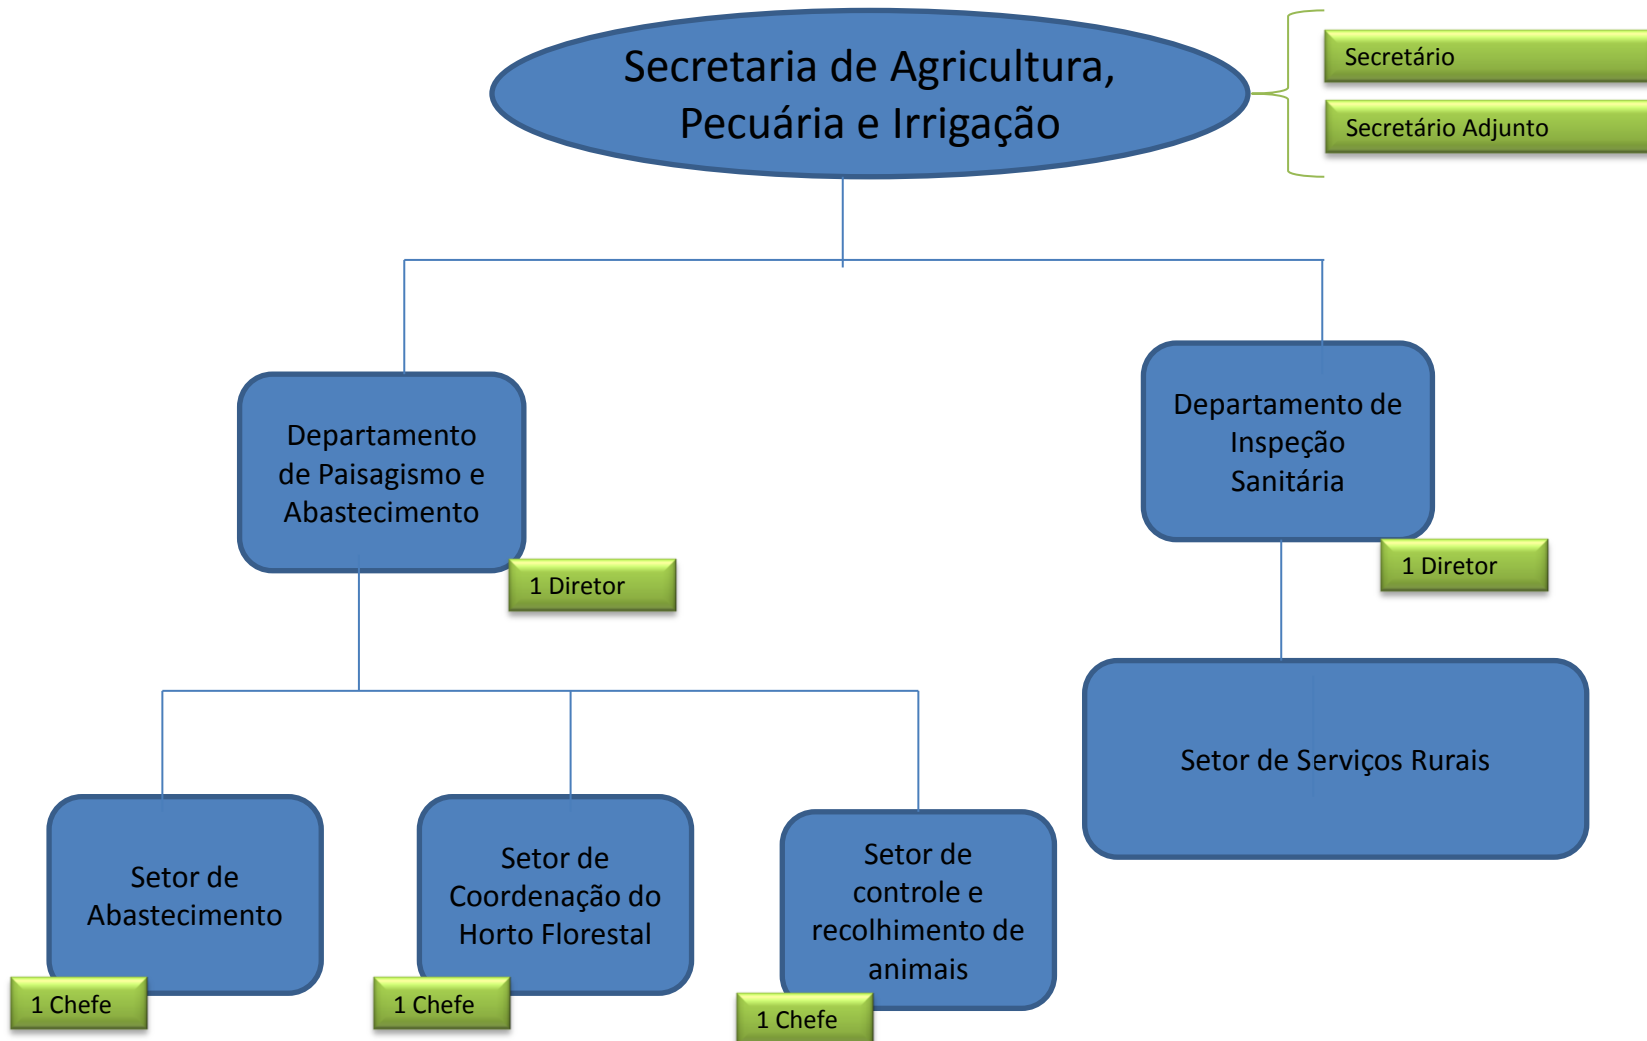 Secretaria de Agricultura,
Pecuária e Irrigação
Secretário
Secretário Adjunto
Departamento
de Paisagismo e
Abastecimento
1 Diretor
Departamento de
Inspeção
Sanitária
1 Diretor
Setor de Serviços Rurais
Setor de
Abastecimento
1 Chefe
Setor de
Coordenação do
Horto Florestal
1 Chefe
Setor de
controle e
recolhimento de
animais
1 Chefe